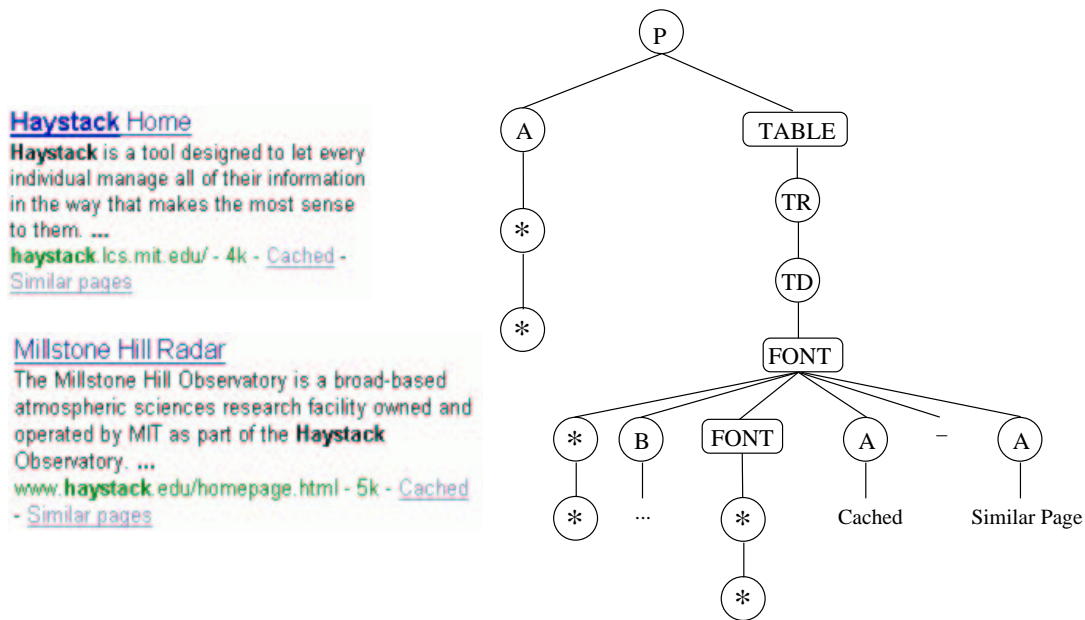 Haystack Home
Haystack is a tool designed to let every
individual manage all of their information
in the way that makes the most sense
to them. ...
haystack.lcs.mit.edu/ - 4k - Cached -
Similar pages
Millstone Hill Radar
The Millstone Hill Observatory is a broad-based
atmospheric sciences research facility owned and
operated by MIT as part of the Haystack
Observatory. ...
www.haystack.edu/homepage.html - 5k - Cached
- Similar pages
P
A TABLE
* TR
* TD
FONT
* B FONT A – A
* ... * Cached Similar Page
*